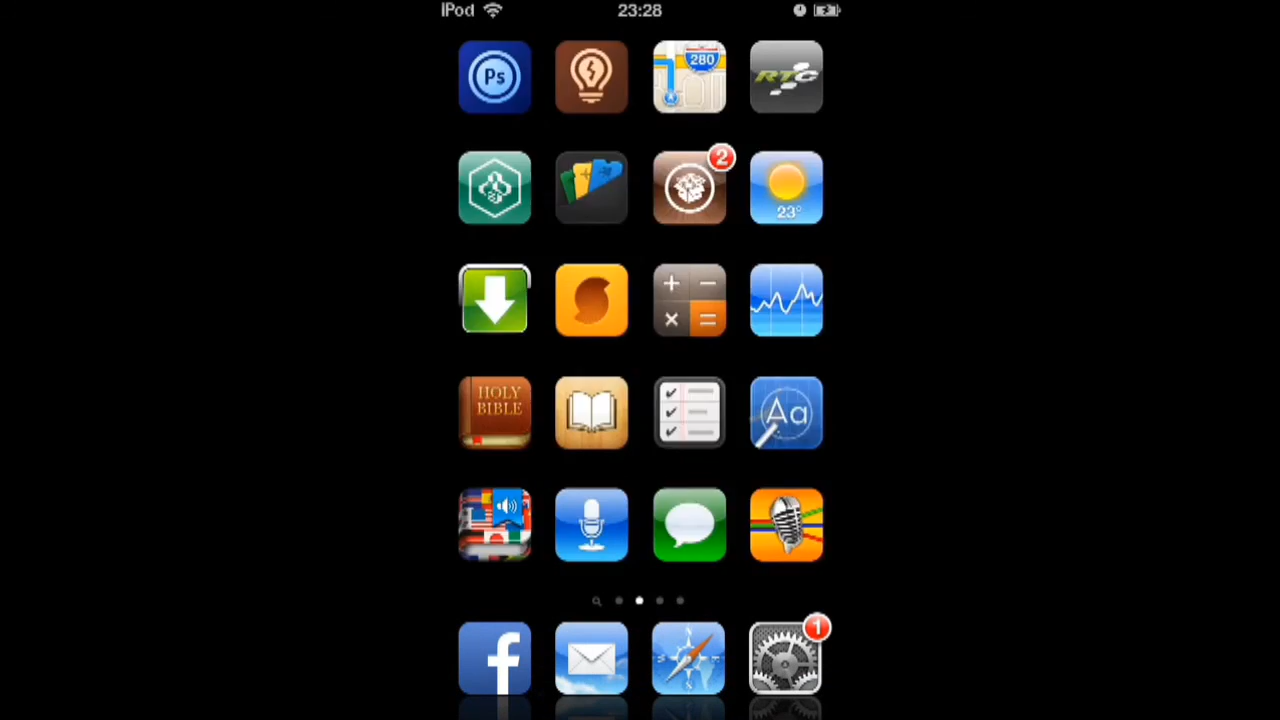 iPod 23:28
Ps 280 RTC
2 23°
+ − × =
HOLY
BIBLE
Aa
f 1